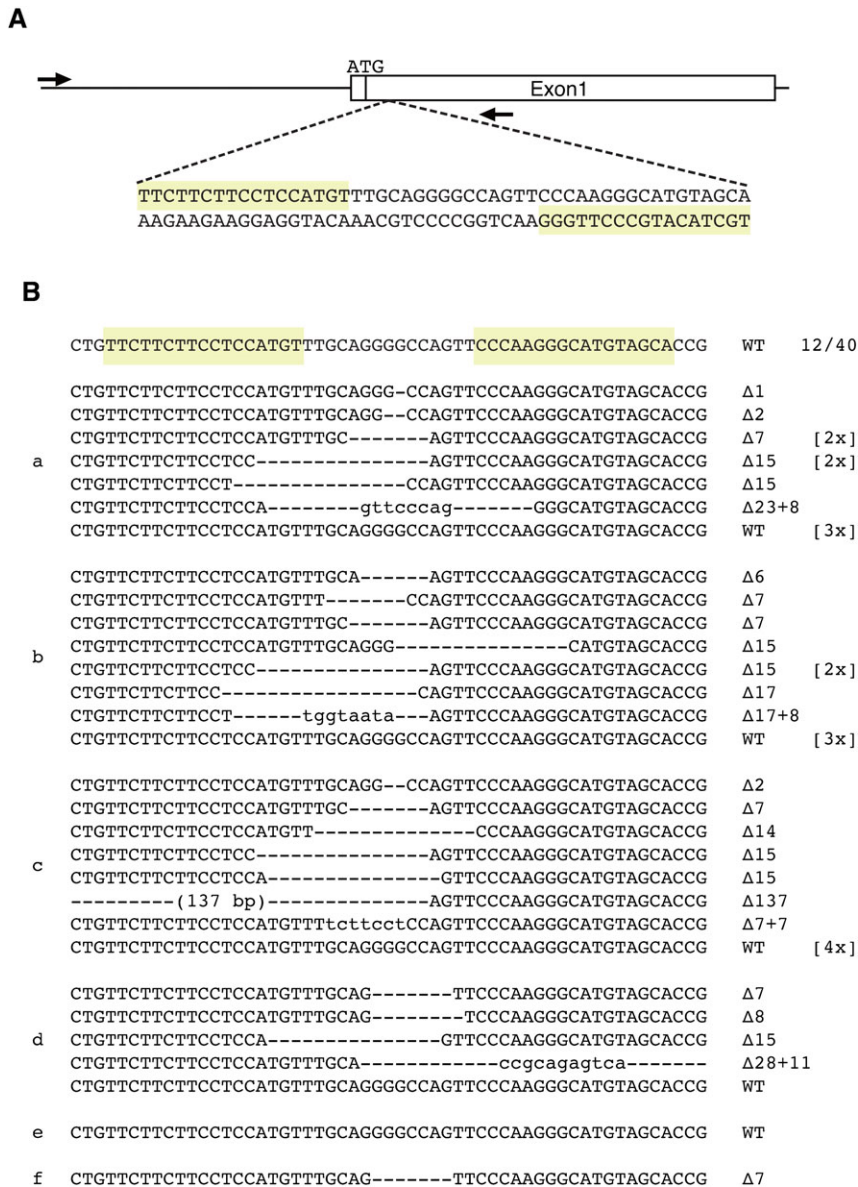 A
ATG
Exon1
TTCTTCTTCCTCCATGTTTGCAGGGGCCAGTTCCCAAGGGCATGTAGCA
AAGAAGAAGGAGGTACAAACGTCCCCGGTCAAGGGTTCCCGTACATCGT
B
CTGTTCTTCTTCCTCCATGTTTGCAGGGGCCAGTTCCCAAGGGCATGTAGCACCG WT 12/40
CTGTTCTTCTTCCTCCATGTTTGCAGGG-CCAGTTCCCAAGGGCATGTAGCACCG Δ1
CTGTTCTTCTTCCTCCATGTTTGCAGG--CCAGTTCCCAAGGGCATGTAGCACCG Δ2
CTGTTCTTCTTCCTCCATGTTTGC-------AGTTCCCAAGGGCATGTAGCACCG Δ7 [2x]
a CTGTTCTTCTTCCTCC---------------AGTTCCCAAGGGCATGTAGCACCG Δ15 [2x]
CTGTTCTTCTTCCT---------------CCAGTTCCCAAGGGCATGTAGCACCG Δ15
CTGTTCTTCTTCCTCCA--------gttcccag-------GGGCATGTAGCACCG Δ23+8
CTGTTCTTCTTCCTCCATGTTTGCAGGGGCCAGTTCCCAAGGGCATGTAGCACCG WT [3x]
CTGTTCTTCTTCCTCCATGTTTGCA------AGTTCCCAAGGGCATGTAGCACCG Δ6
CTGTTCTTCTTCCTCCATGTTT-------CCAGTTCCCAAGGGCATGTAGCACCG Δ7
CTGTTCTTCTTCCTCCATGTTTGC-------AGTTCCCAAGGGCATGTAGCACCG Δ7
b CTGTTCTTCTTCCTCCATGTTTGCAGGG---------------CATGTAGCACCG Δ15
CTGTTCTTCTTCCTCC---------------AGTTCCCAAGGGCATGTAGCACCG Δ15 [2x]
CTGTTCTTCTTCC-----------------CAGTTCCCAAGGGCATGTAGCACCG Δ17
CTGTTCTTCTTCCT------tggtaata---AGTTCCCAAGGGCATGTAGCACCG Δ17+8
CTGTTCTTCTTCCTCCATGTTTGCAGGGGCCAGTTCCCAAGGGCATGTAGCACCG WT [3x]
CTGTTCTTCTTCCTCCATGTTTGCAGG--CCAGTTCCCAAGGGCATGTAGCACCG Δ2
CTGTTCTTCTTCCTCCATGTTTGC-------AGTTCCCAAGGGCATGTAGCACCG Δ7
CTGTTCTTCTTCCTCCATGTT--------------CCCAAGGGCATGTAGCACCG Δ14
c CTGTTCTTCTTCCTCC---------------AGTTCCCAAGGGCATGTAGCACCG Δ15
CTGTTCTTCTTCCTCCA---------------GTTCCCAAGGGCATGTAGCACCG Δ15
---------(137 bp)--------------AGTTCCCAAGGGCATGTAGCACCG Δ137
CTGTTCTTCTTCCTCCATGTTTtcttcctCCAGTTCCCAAGGGCATGTAGCACCG Δ7+7
CTGTTCTTCTTCCTCCATGTTTGCAGGGGCCAGTTCCCAAGGGCATGTAGCACCG WT [4x]
CTGTTCTTCTTCCTCCATGTTTGCAG-------TTCCCAAGGGCATGTAGCACCG Δ7
CTGTTCTTCTTCCTCCATGTTTGCAG--------TCCCAAGGGCATGTAGCACCG Δ8
d CTGTTCTTCTTCCTCCA---------------GTTCCCAAGGGCATGTAGCACCG Δ15
CTGTTCTTCTTCCTCCATGTTTGCA------------ccgcagagtca------- Δ28+11
CTGTTCTTCTTCCTCCATGTTTGCAGGGGCCAGTTCCCAAGGGCATGTAGCACCG WT
e CTGTTCTTCTTCCTCCATGTTTGCAGGGGCCAGTTCCCAAGGGCATGTAGCACCG WT
f CTGTTCTTCTTCCTCCATGTTTGCAG-------TTCCCAAGGGCATGTAGCACCG Δ7